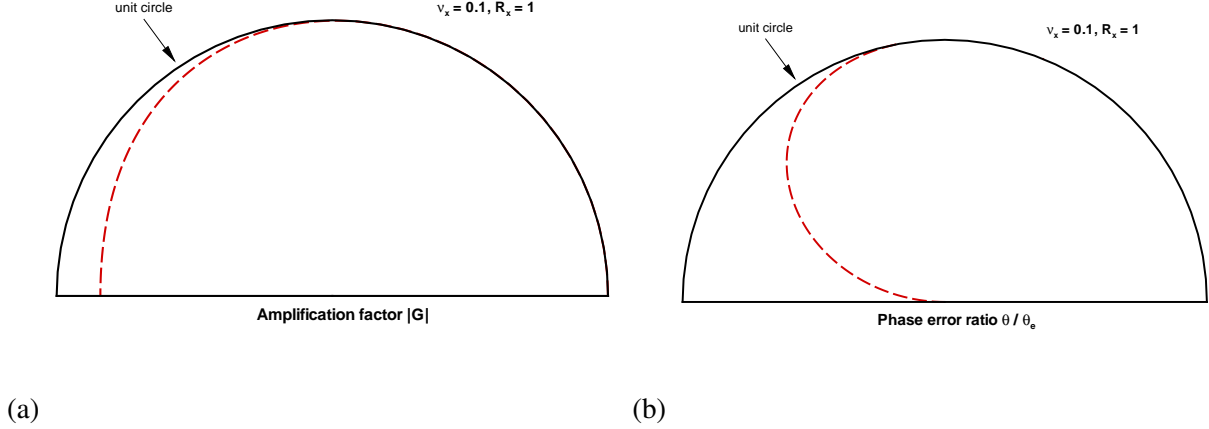 unit circle
νₓ = 0.1, Rₓ = 1
Amplification factor |G|
(a)
unit circle
νₓ = 0.1, Rₓ = 1
Phase error ratio θ / θₑ
(b)